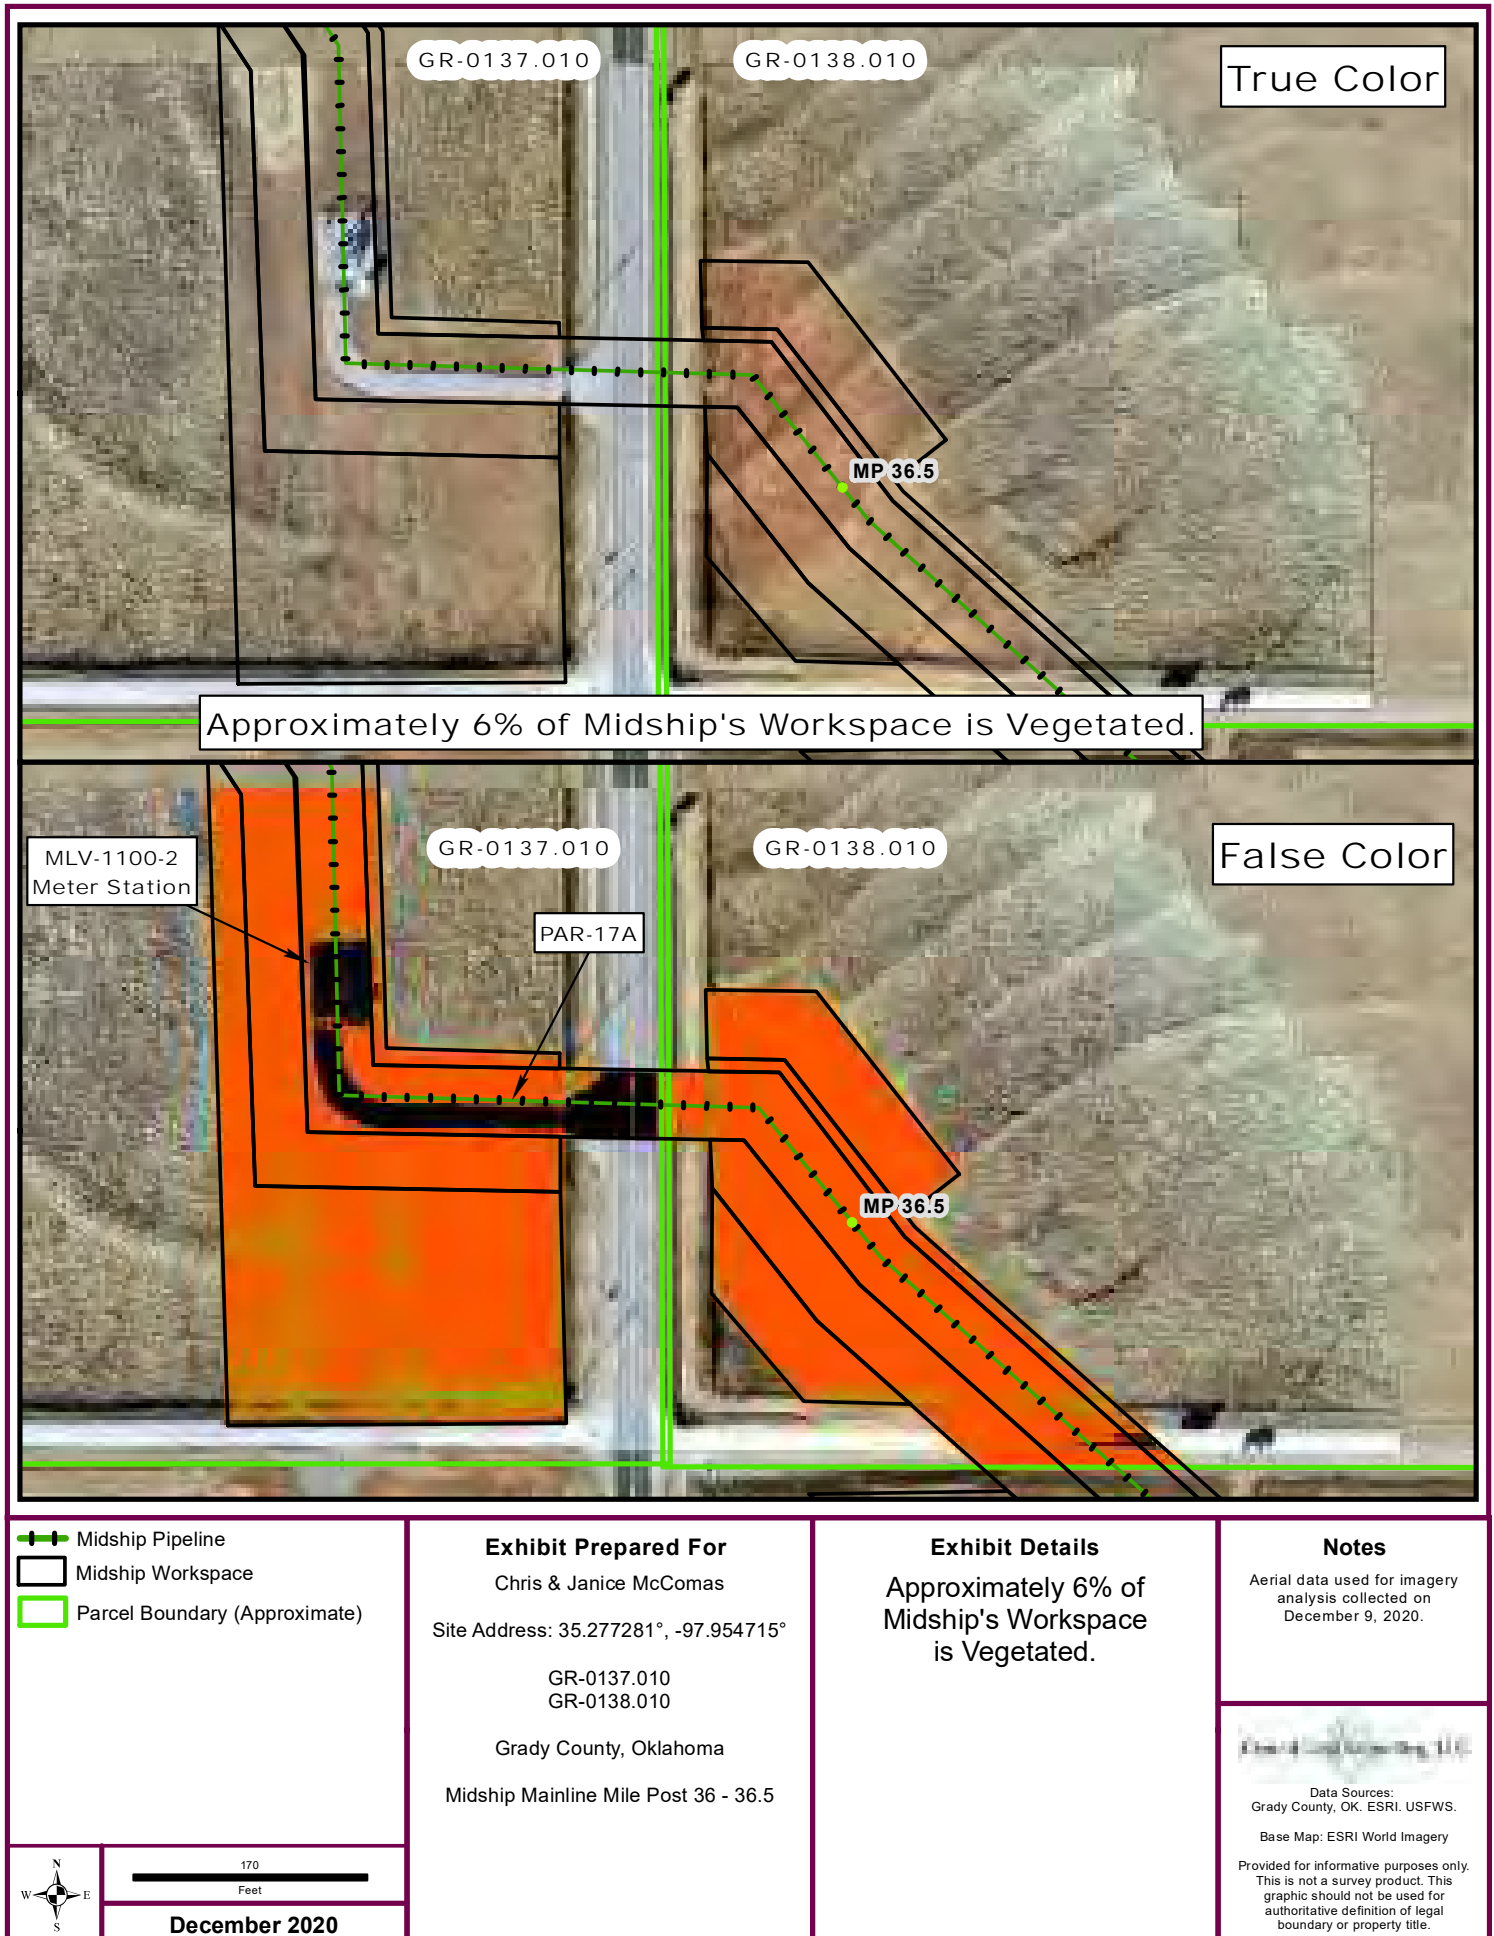 GR-0137.010
GR-0138.010
True Color
MP 36.5
Approximately 6% of Midship's Workspace is Vegetated.
MLV-1100-2
Meter Station
GR-0137.010
GR-0138.010
False Color
PAR-17A
MP 36.5
Midship Pipeline
Midship Workspace
Parcel Boundary (Approximate)
N
W E
S
170
Feet
December 2020
Exhibit Prepared For
Chris & Janice McComas
Site Address: 35.277281°, -97.954715°
GR-0137.010
GR-0138.010
Grady County, Oklahoma
Midship Mainline Mile Post 36 - 36.5
Exhibit Details
Approximately 6% of
Midship's Workspace
is Vegetated.
Notes
Aerial data used for imagery
analysis collected on
December 9, 2020.
Data Sources:
Grady County, OK. ESRI. USFWS.
Base Map: ESRI World Imagery
Provided for informative purposes only.
This is not a survey product. This
graphic should not be used for
authoritative definition of legal
boundary or property title.